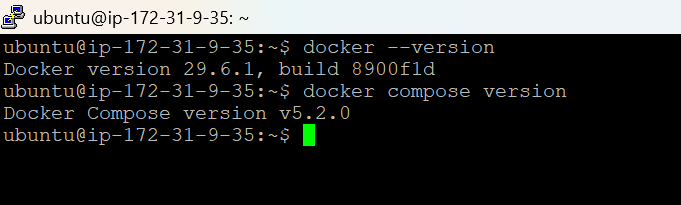 ubuntu@ip-172-31-9-35: ~
ubuntu@ip-172-31-9-35:~$ docker --version
Docker version 29.6.1, build 8900f1d
ubuntu@ip-172-31-9-35:~$ docker compose version
Docker Compose version v5.2.0
ubuntu@ip-172-31-9-35:~$